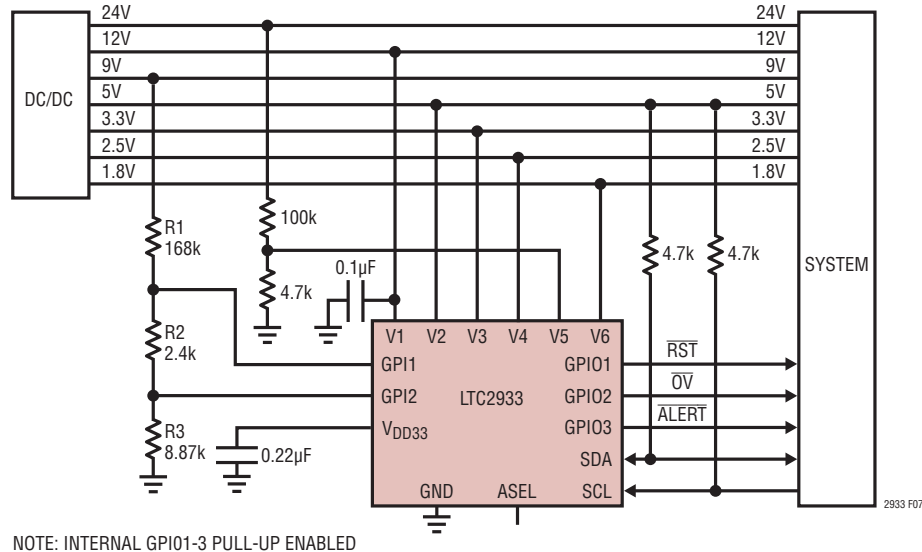 24V 24V
12V 12V
9V 9V
DC/DC 5V 5V
3.3V 3.3V
2.5V 2.5V
1.8V 1.8V
R1
168k
100k
4.7k 4.7k
SYSTEM
0.1µF
4.7k
R2
2.4k
V1 V2 V3 V4 V5 V6
GPI1 GPIO1 RST
GPI2 LTC2933 GPIO2 OV
VDD33 GPIO3 ALERT
R3
8.87k
0.22µF
SDA
GND ASEL SCL
2933 F07
NOTE: INTERNAL GPI01-3 PULL-UP ENABLED